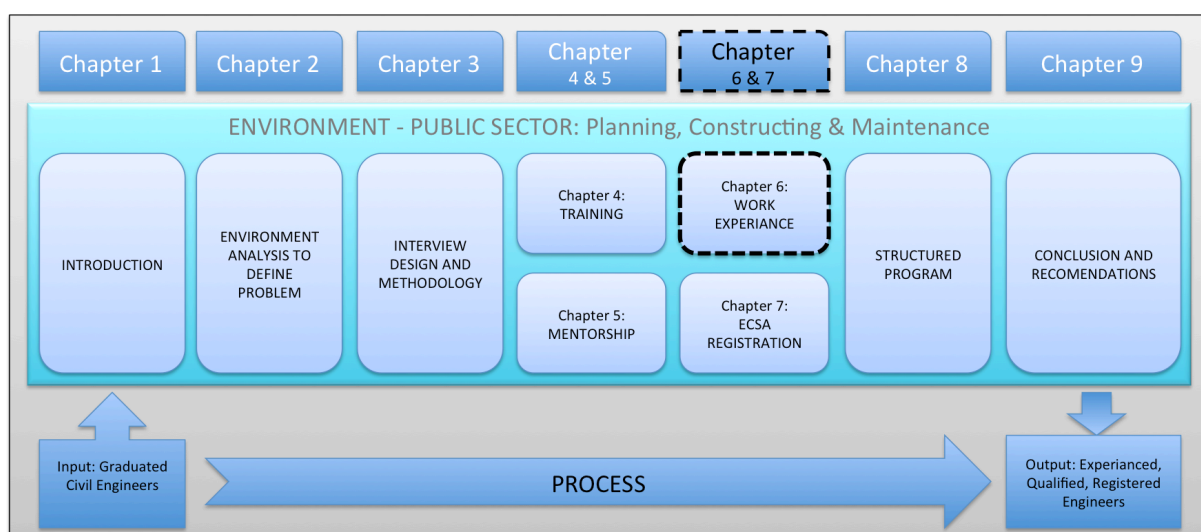 Chapter 1
Chapter 2
Chapter 3
Chapter
4 & 5
Chapter
6 & 7
Chapter 8
Chapter 9
ENVIRONMENT - PUBLIC SECTOR: Planning, Constructing & Maintenance
INTRODUCTION
ENVIRONMENT
ANALYSIS TO
DEFINE
PROBLEM
INTERVIEW
DESIGN AND
METHODOLOGY
Chapter 4:
TRAINING
Chapter 5:
MENTORSHIP
Chapter 6:
WORK
EXPERIANCE
Chapter 7:
ECSA
REGISTRATION
STRUCTURED
PROGRAM
CONCLUSION AND
RECOMENDATIONS
Input: Graduated
Civil Engineers
PROCESS
Output: Experianced,
Qualified, Registered
Engineers